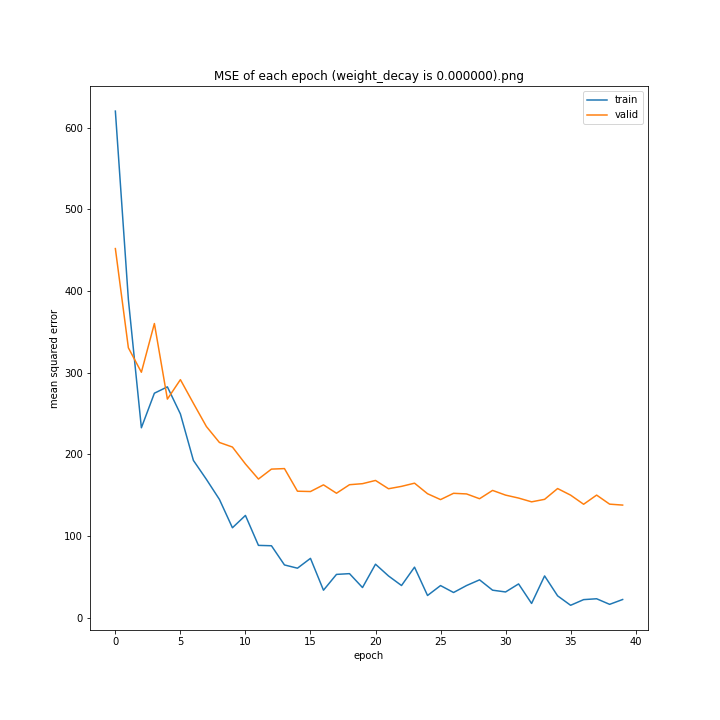 MSE of each epoch (weight_decay is 0.000000).png
train
valid
600
500
400
300
200
100
0
mean squared error
0 5 10 15 20 25 30 35 40
epoch